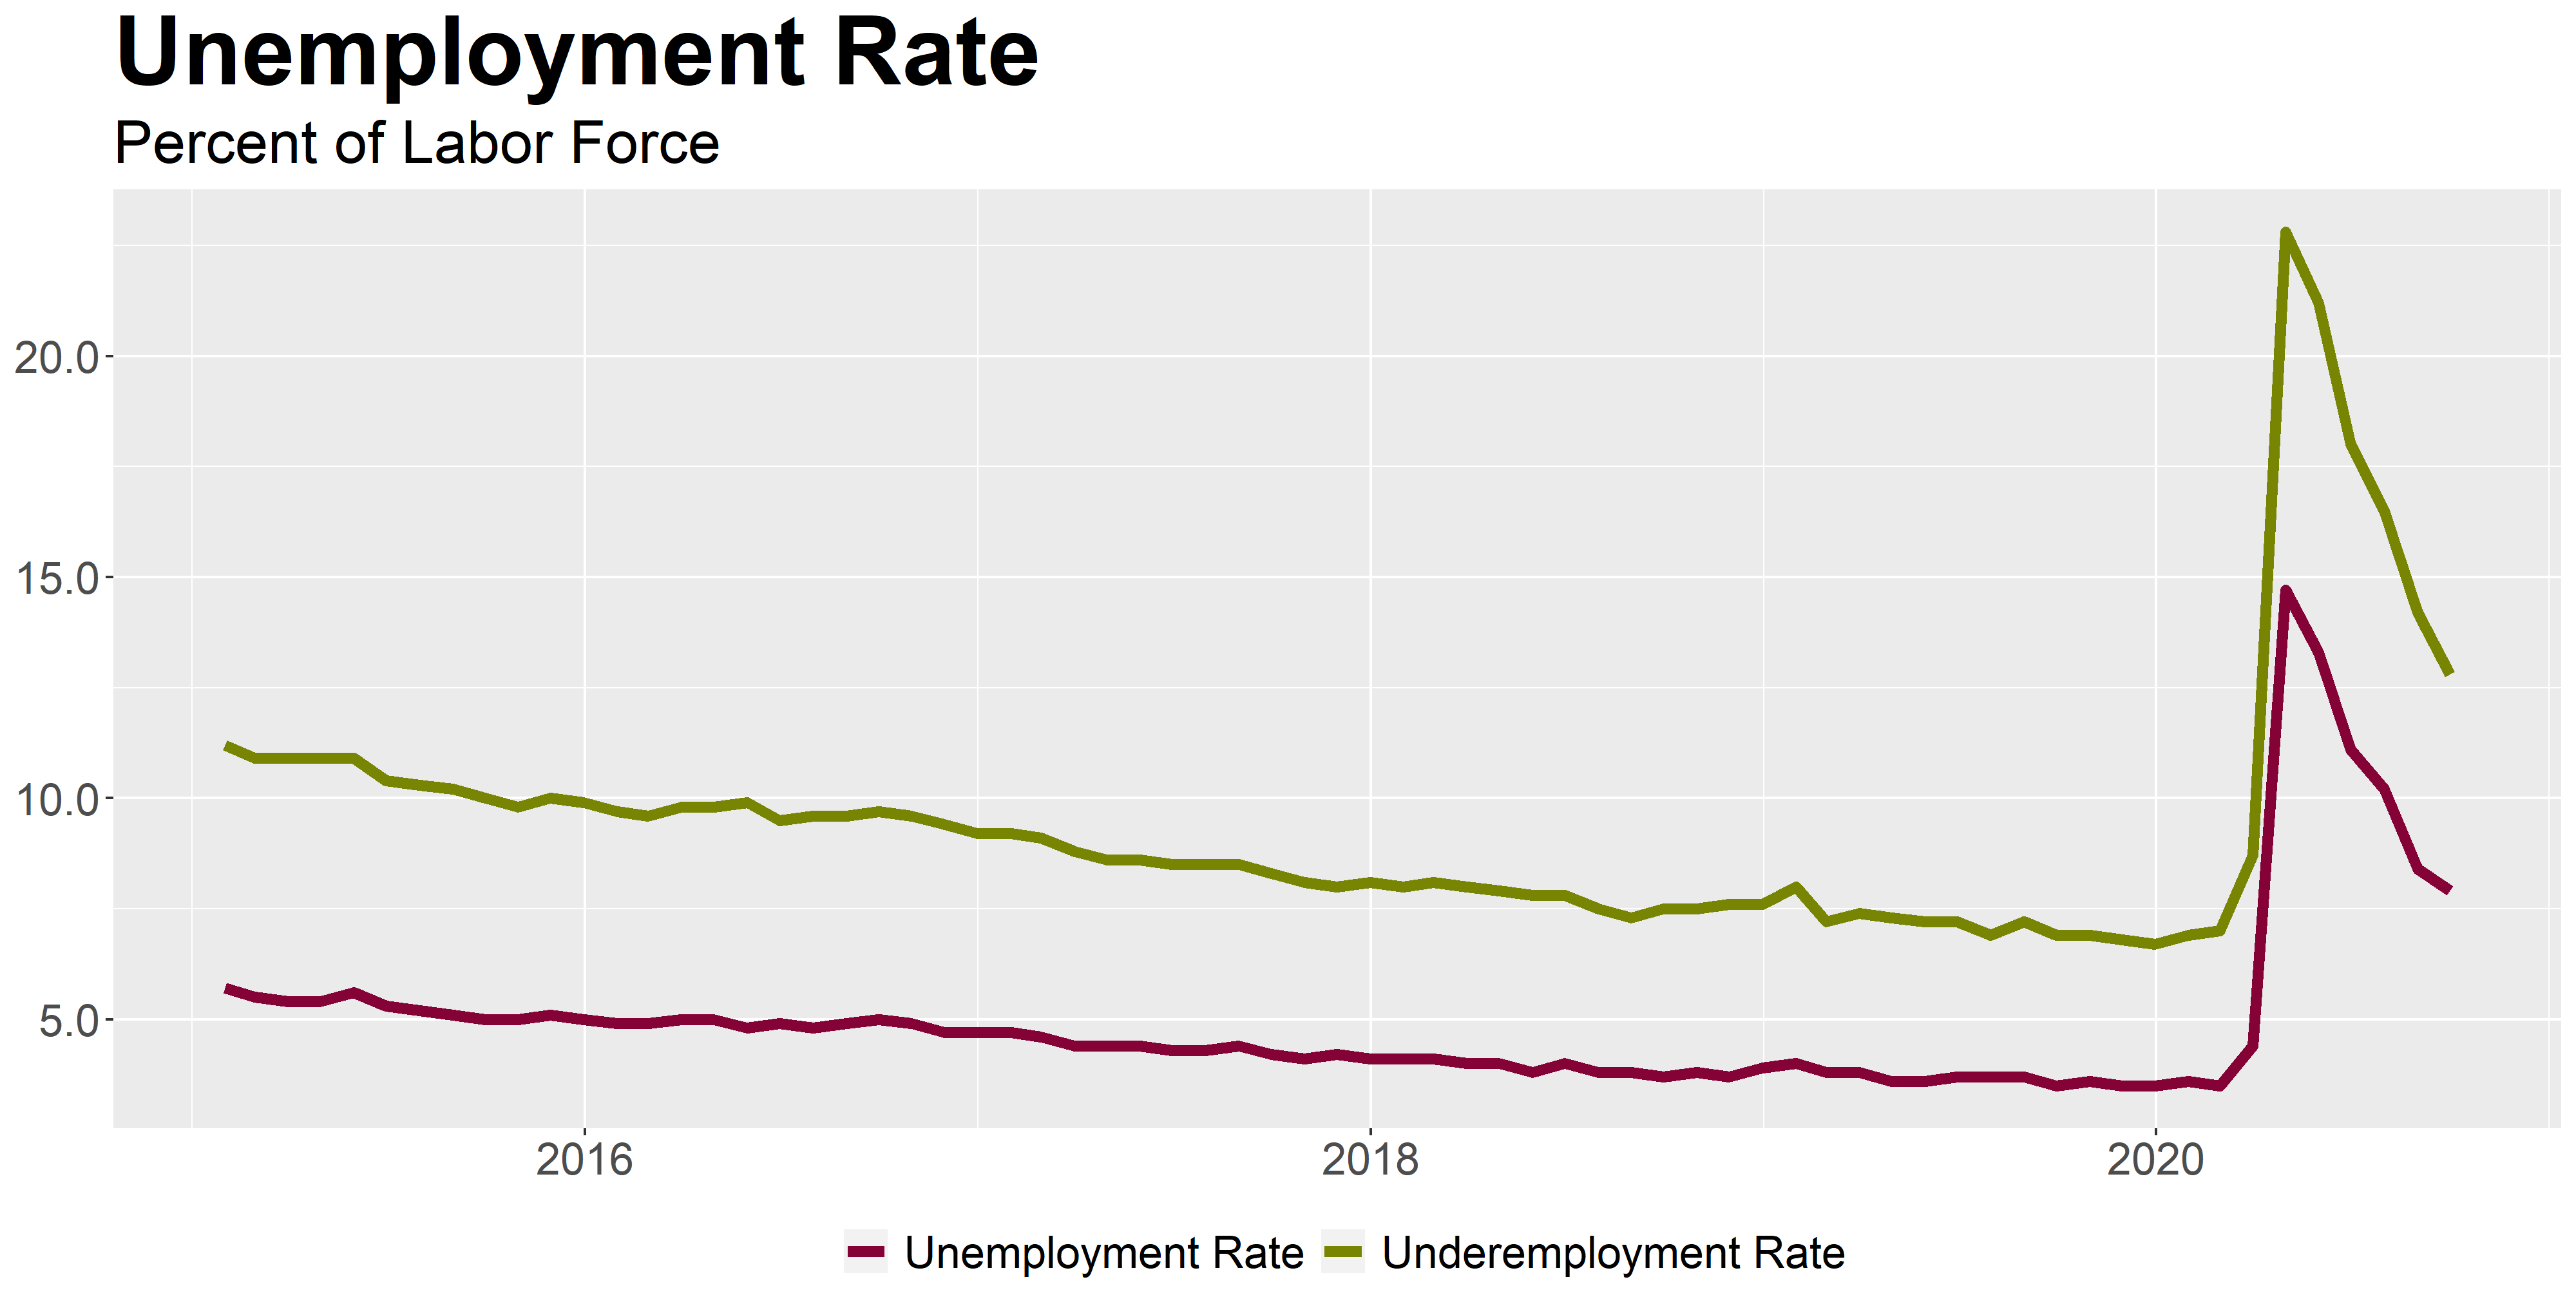 Unemployment Rate
Percent of Labor Force
20.0
15.0
10.0
5.0
2016 2018 2020
Unemployment Rate Underemployment Rate